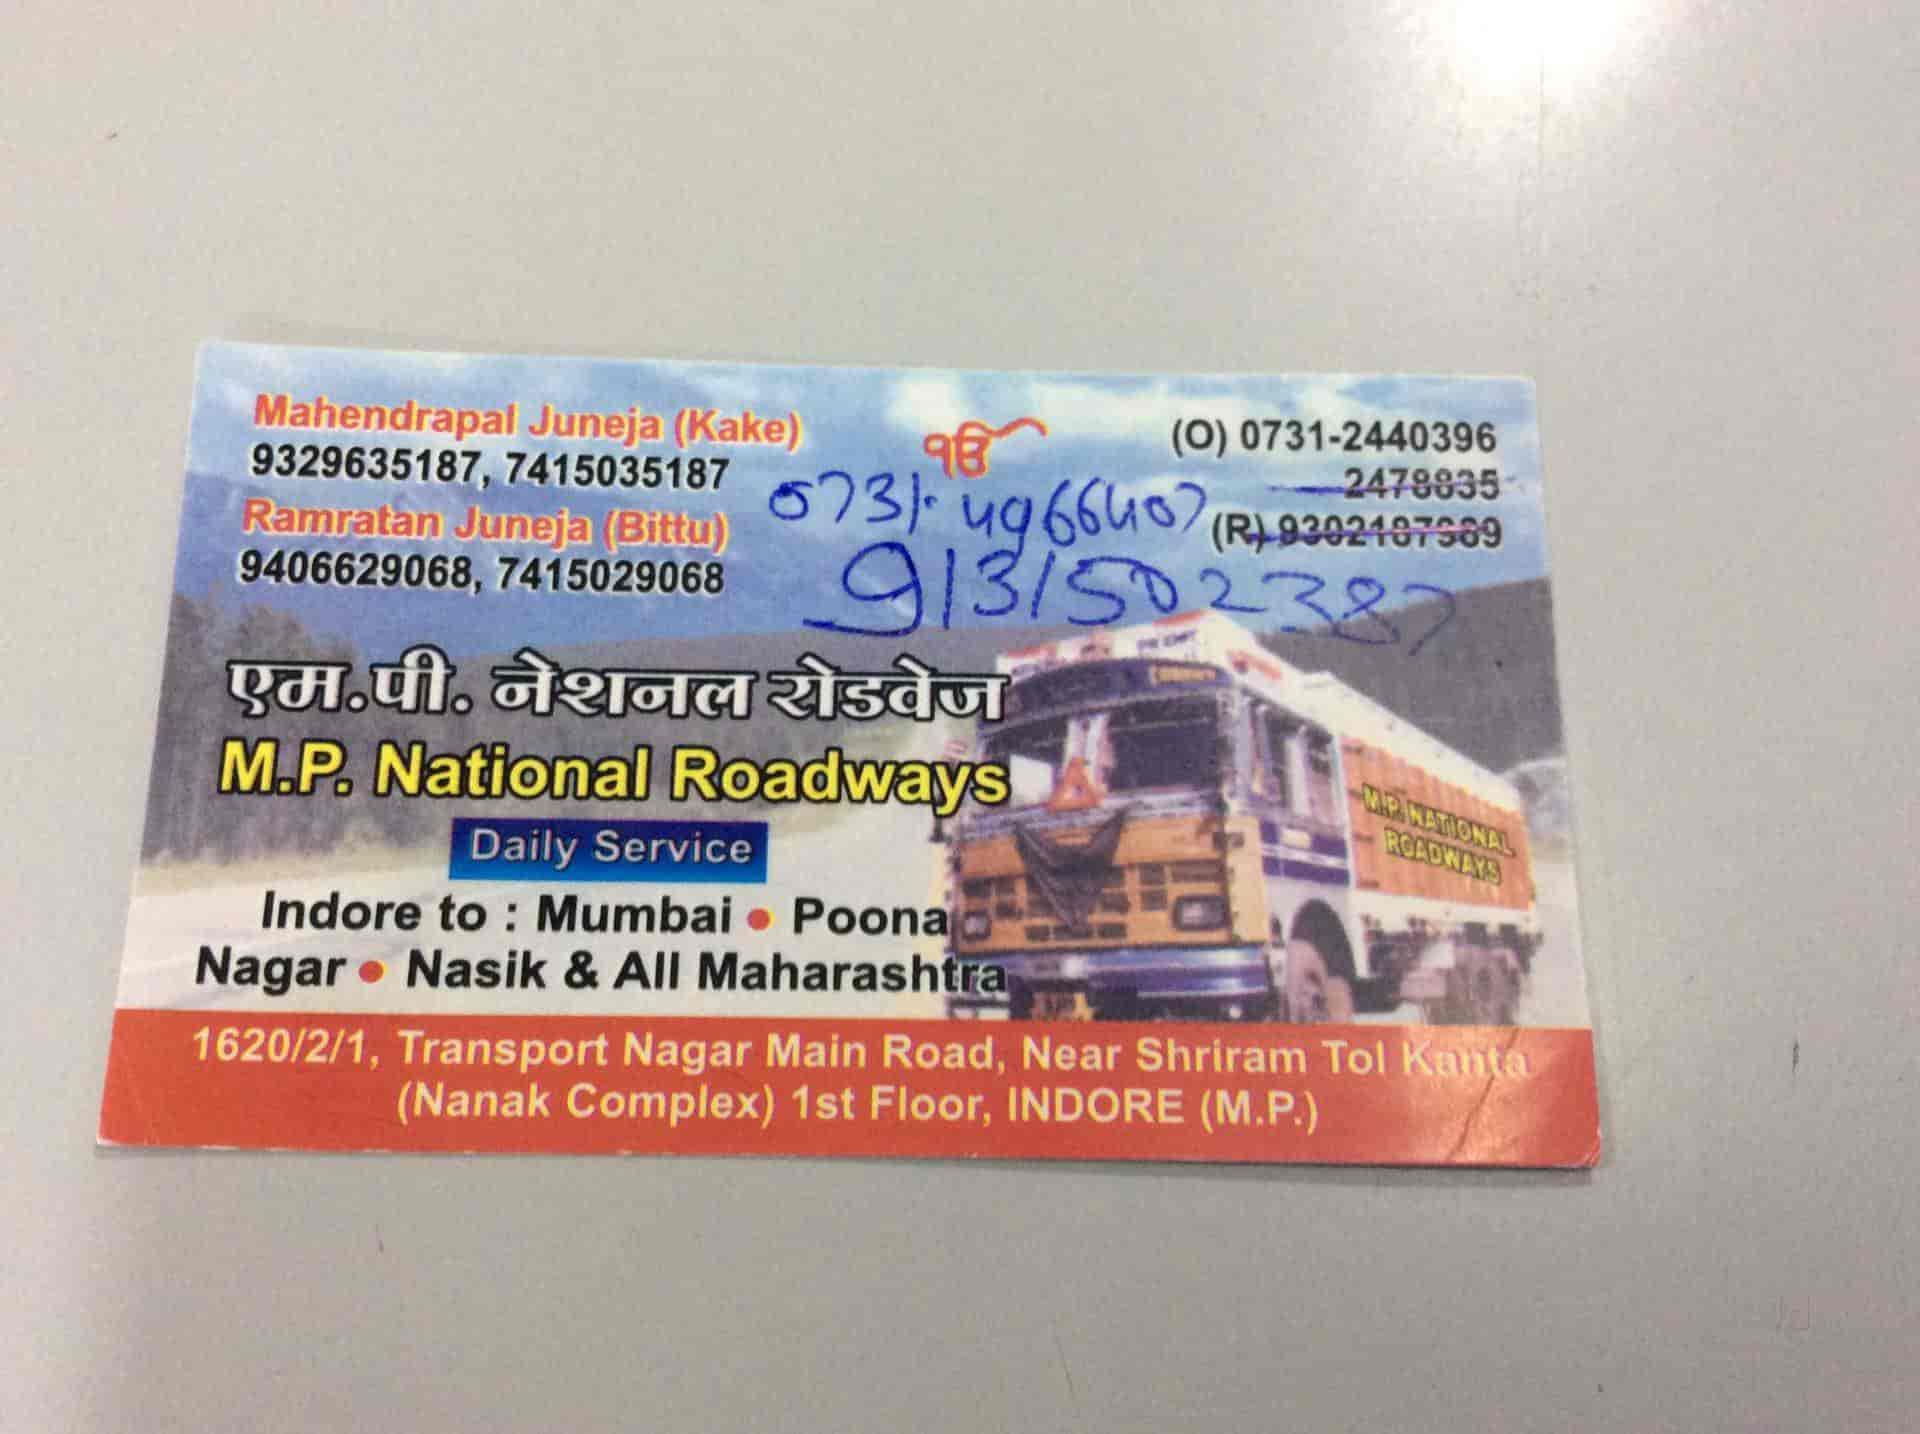 Mahendrapal Juneja (Kake)
9329635187, 7415035187
Ramratan Juneja (Bittu)
9406629068, 7415029068
ੴ
(O) 0731-2440396
2478835
(R) 9302187389
0731-4966407
9131502387
एम.पी. नेशनल रोडवेज
M.P. National Roadways
Daily Service
Indore to : Mumbai • Poona
Nagar • Nasik & All Maharashtra
M.P. NATIONAL
ROADWAYS
1620/2/1, Transport Nagar Main Road, Near Shriram Tol Kanta
(Nanak Complex) 1st Floor, INDORE (M.P.)